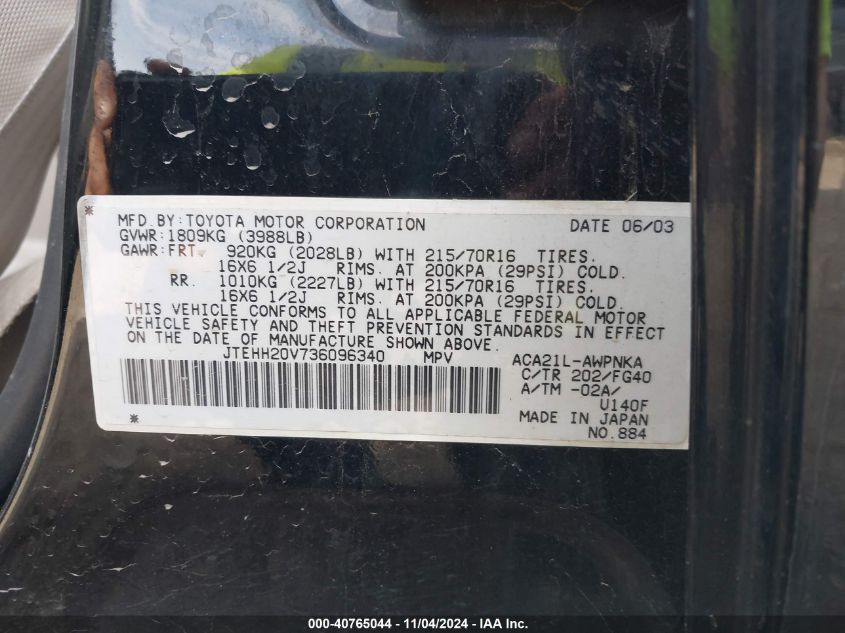 MFD. BY: TOYOTA MOTOR CORPORATION DATE 06/03
GVWR: 1809KG (3988LB)
GAWR: FRT. 920KG (2028LB) WITH 215/70R16 TIRES.
16X6 1/2J RIMS. AT 200KPA (29PSI) COLD.
RR. 1010KG (2227LB) WITH 215/70R16 TIRES.
16X6 1/2J RIMS. AT 200KPA (29PSI) COLD.
THIS VEHICLE CONFORMS TO ALL APPLICABLE FEDERAL MOTOR
VEHICLE SAFETY AND THEFT PREVENTION STANDARDS IN EFFECT
ON THE DATE OF MANUFACTURE SHOWN ABOVE.
JTEHH20V736096340 MPV ACA21L-AWPNKA
C/TR 202/FG40
A/TM -02A/
U140F
MADE IN JAPAN
NO. 884
000-40765044 - 11/04/2024 - IAA Inc.